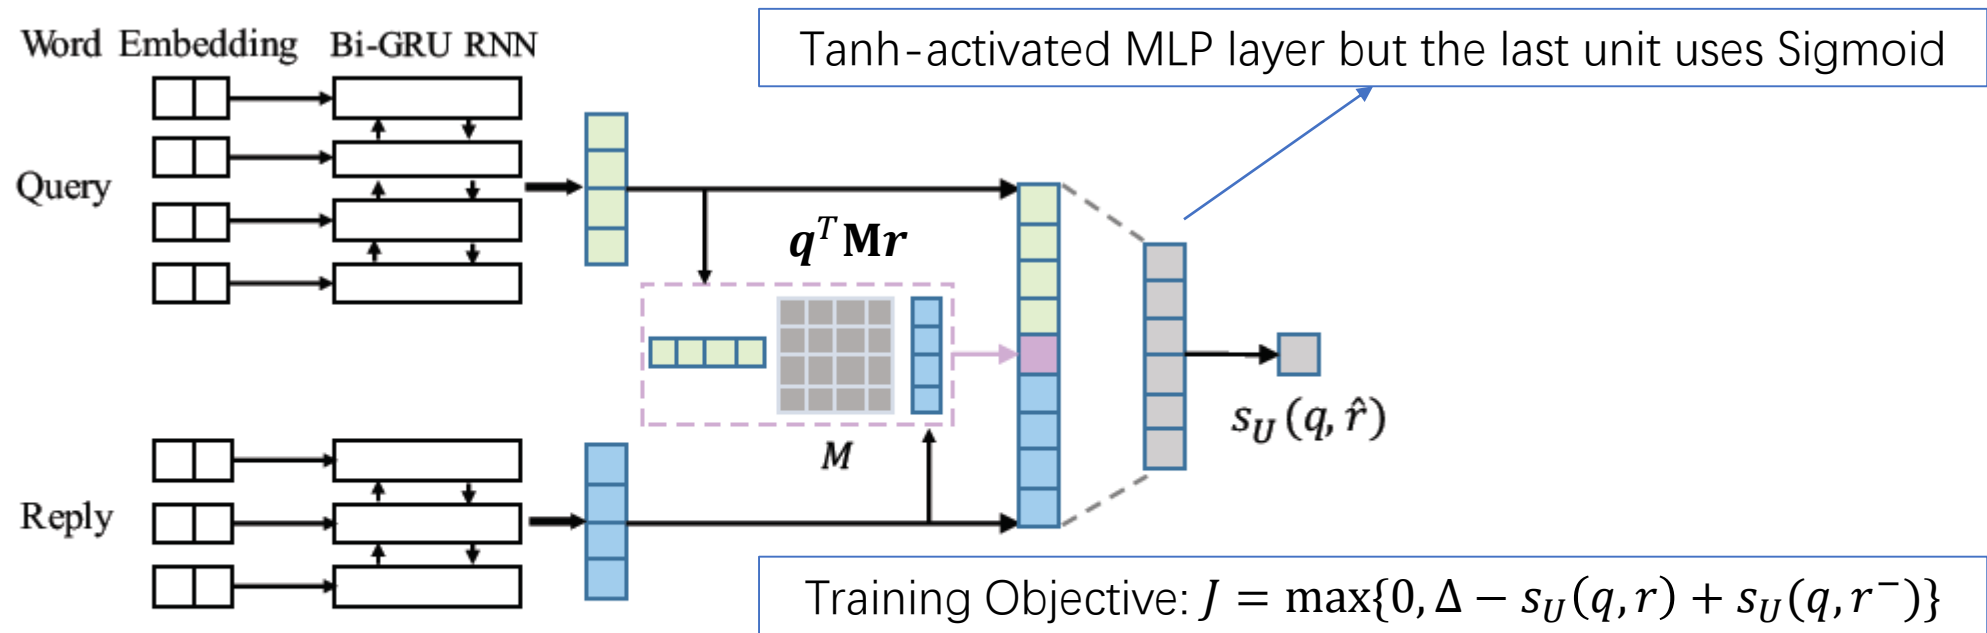 Word Embedding
Bi-GRU RNN
Tanh-activated MLP layer but the last unit uses Sigmoid
Query
𝒒ᵀ𝐌𝒓
M
s_U(q, r̂)
Reply
Training Objective: J = max{0, Δ − s_U(q, r) + s_U(q, r⁻)}